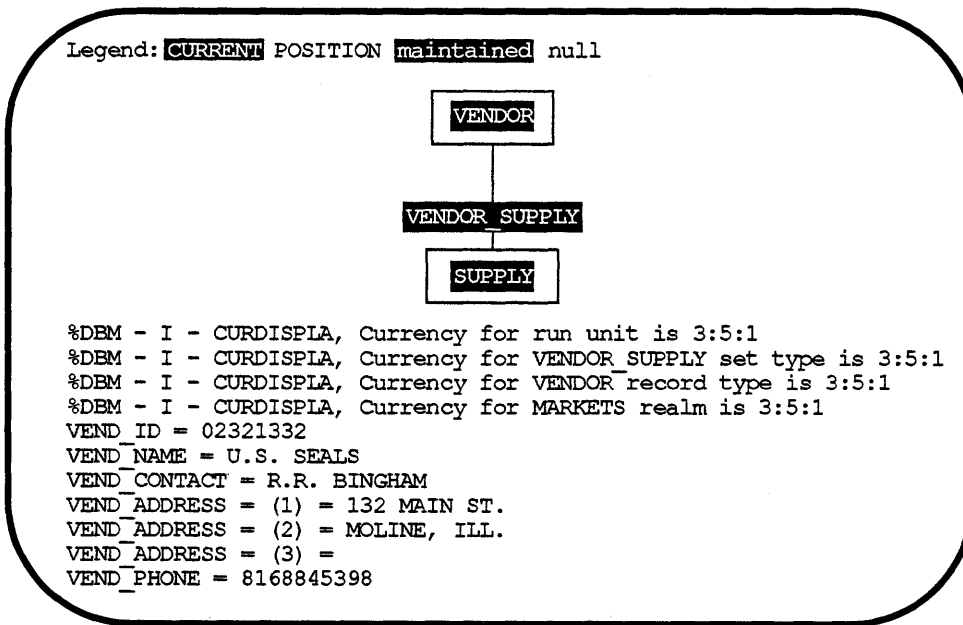 Legend: CURRENT POSITION maintained null
VENDOR
VENDOR_SUPPLY
SUPPLY
%DBM - I - CURDISPLA, Currency for run unit is 3:5:1
%DBM - I - CURDISPLA, Currency for VENDOR_SUPPLY set type is 3:5:1
%DBM - I - CURDISPLA, Currency for VENDOR record type is 3:5:1
%DBM - I - CURDISPLA, Currency for MARKETS realm is 3:5:1
VEND_ID = 02321332
VEND_NAME = U.S. SEALS
VEND_CONTACT = R.R. BINGHAM
VEND_ADDRESS = (1) = 132 MAIN ST.
VEND_ADDRESS = (2) = MOLINE, ILL.
VEND_ADDRESS = (3) =
VEND_PHONE = 8168845398